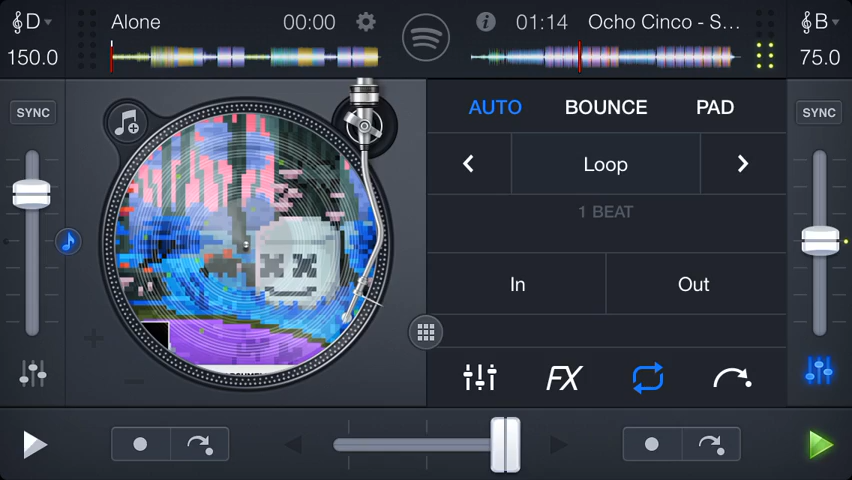 D
Alone
00:00
01:14
Ocho Cinco - S...
B
150.0
75.0
SYNC
AUTO
BOUNCE
PAD
SYNC
Loop
1 BEAT
In
Out
FX